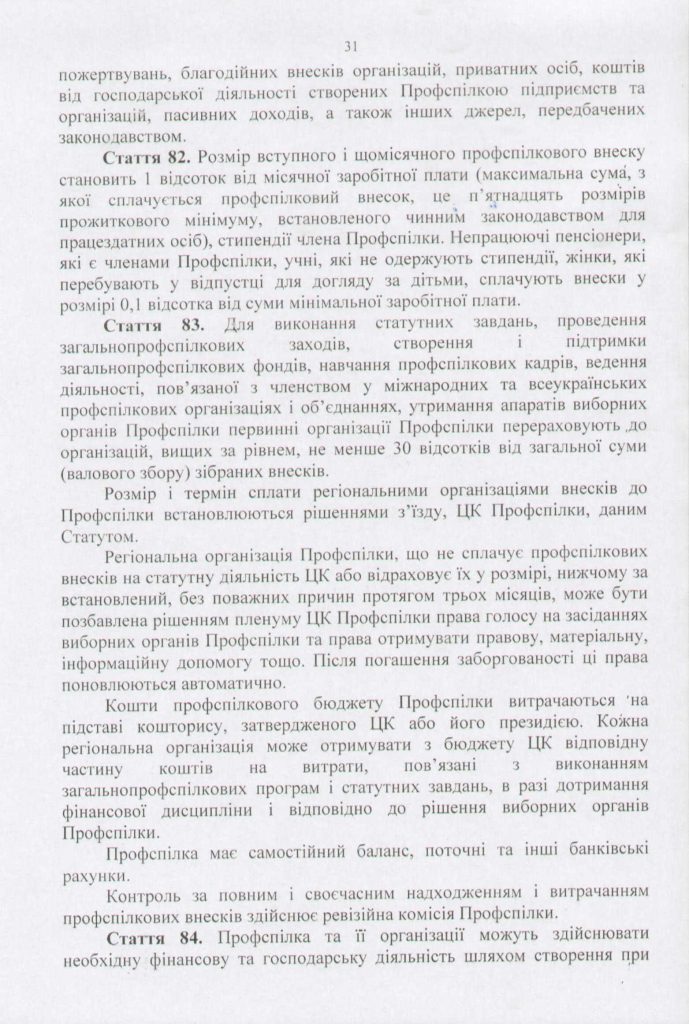 31
пожертвувань, благодійних внесків організацій, приватних осіб, коштів
від господарської діяльності створених Профспілкою підприємств та
організацій, пасивних доходів, а також інших джерел, передбачених
законодавством.
Стаття 82. Розмір вступного і щомісячного профспілкового внеску
становить 1 відсоток від місячної заробітної плати (максимальна сума, з
якої сплачується профспілковий внесок, це п’ятнадцять розмірів
прожиткового мінімуму, встановленого чинним законодавством для
працездатних осіб), стипендії члена Профспілки. Непрацюючі пенсіонери,
які є членами Профспілки, учні, які не одержують стипендії, жінки, які
перебувають у відпустці для догляду за дітьми, сплачують внески у
розмірі 0,1 відсотка від суми мінімальної заробітної плати.
Стаття 83. Для виконання статутних завдань, проведення
загальнопрофспілкових заходів, створення і підтримки
загальнопрофспілкових фондів, навчання профспілкових кадрів, ведення
діяльності, пов’язаної з членством у міжнародних та всеукраїнських
профспілкових організаціях і об’єднаннях, утримання апаратів виборних
органів Профспілки первинні організації Профспілки перераховують до
організацій, вищих за рівнем, не менше 30 відсотків від загальної суми
(валового збору) зібраних внесків.
Розмір і термін сплати регіональними організаціями внесків до
Профспілки встановлюються рішеннями з’їзду, ЦК Профспілки, даним
Статутом.
Регіональна організація Профспілки, що не сплачує профспілкових
внесків на статутну діяльність ЦК або відраховує їх у розмірі, нижчому за
встановлений, без поважних причин протягом трьох місяців, може бути
позбавлена рішенням пленуму ЦК Профспілки права голосу на засіданнях
виборних органів Профспілки та права отримувати правову, матеріальну,
інформаційну допомогу тощо. Після погашення заборгованості ці права
поновлюються автоматично.
Кошти профспілкового бюджету Профспілки витрачаються на
підставі кошторису, затвердженого ЦК або його президією. Кожна
регіональна організація може отримувати з бюджету ЦК відповідну
частину коштів на витрати, пов’язані з виконанням
загальнопрофспілкових програм і статутних завдань, в разі дотримання
фінансової дисципліни і відповідно до рішення виборних органів
Профспілки.
Профспілка має самостійний баланс, поточні та інші банківські
рахунки.
Контроль за повним і своєчасним надходженням і витрачанням
профспілкових внесків здійснює ревізійна комісія Профспілки.
Стаття 84. Профспілка та її організації можуть здійснювати
необхідну фінансову та господарську діяльність шляхом створення при